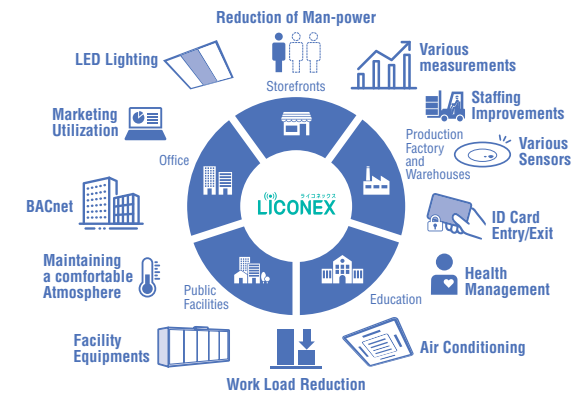 Reduction of Man-power
LED Lighting
Various
measurements
Storefronts
Staffing
Improvements
Marketing
Utilization
Production
Factory
and
Warehouses
Various
Sensors
Office
ライコネックス
LICONEX
BACnet
ID Card
Entry/Exit
Maintaining
a comfortable
Atmosphere
Health
Management
Public
Facilities
Education
Facility
Equipments
Air Conditioning
Work Load Reduction